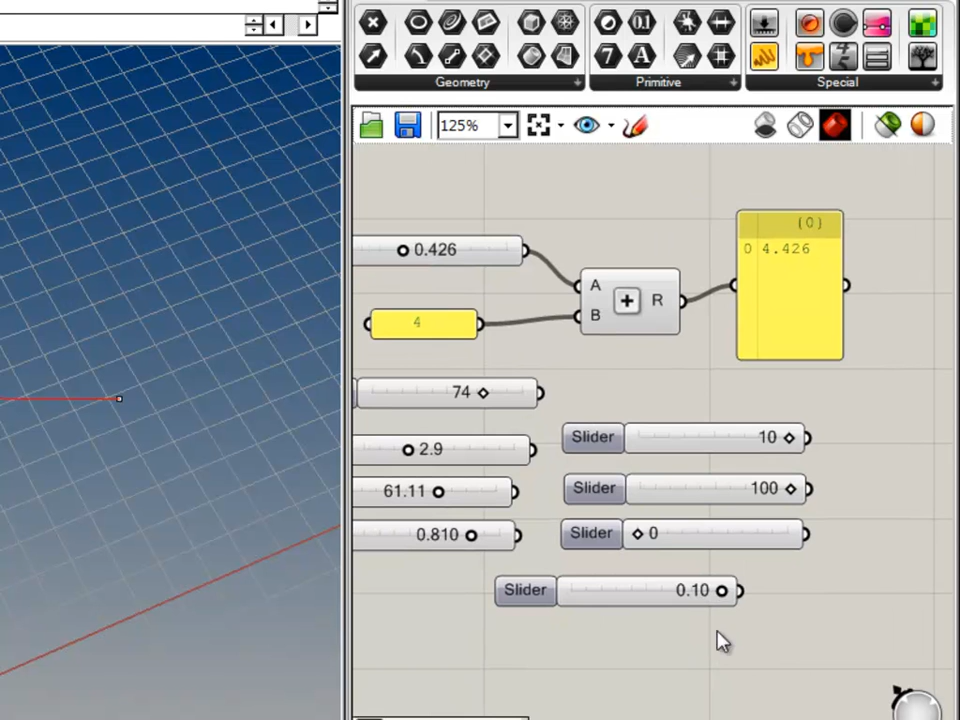 Geometry
Primitive
Special
125%
0.426
4
A
B
R
{0}
0 4.426
74
2.9
61.11
0.810
Slider 10
Slider 100
Slider 0
Slider 0.10